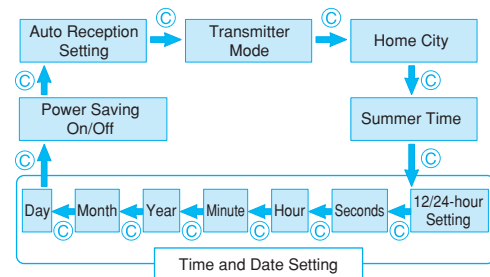 Ⓒ Ⓒ
Auto Reception
Setting
Transmitter
Mode
Home City
Ⓒ Ⓒ
Power Saving
On/Off
Summer Time
Ⓒ Ⓒ
Day Month Year Minute Hour Seconds 12/24-hour
Setting
Ⓒ Ⓒ Ⓒ Ⓒ Ⓒ Ⓒ
Time and Date Setting